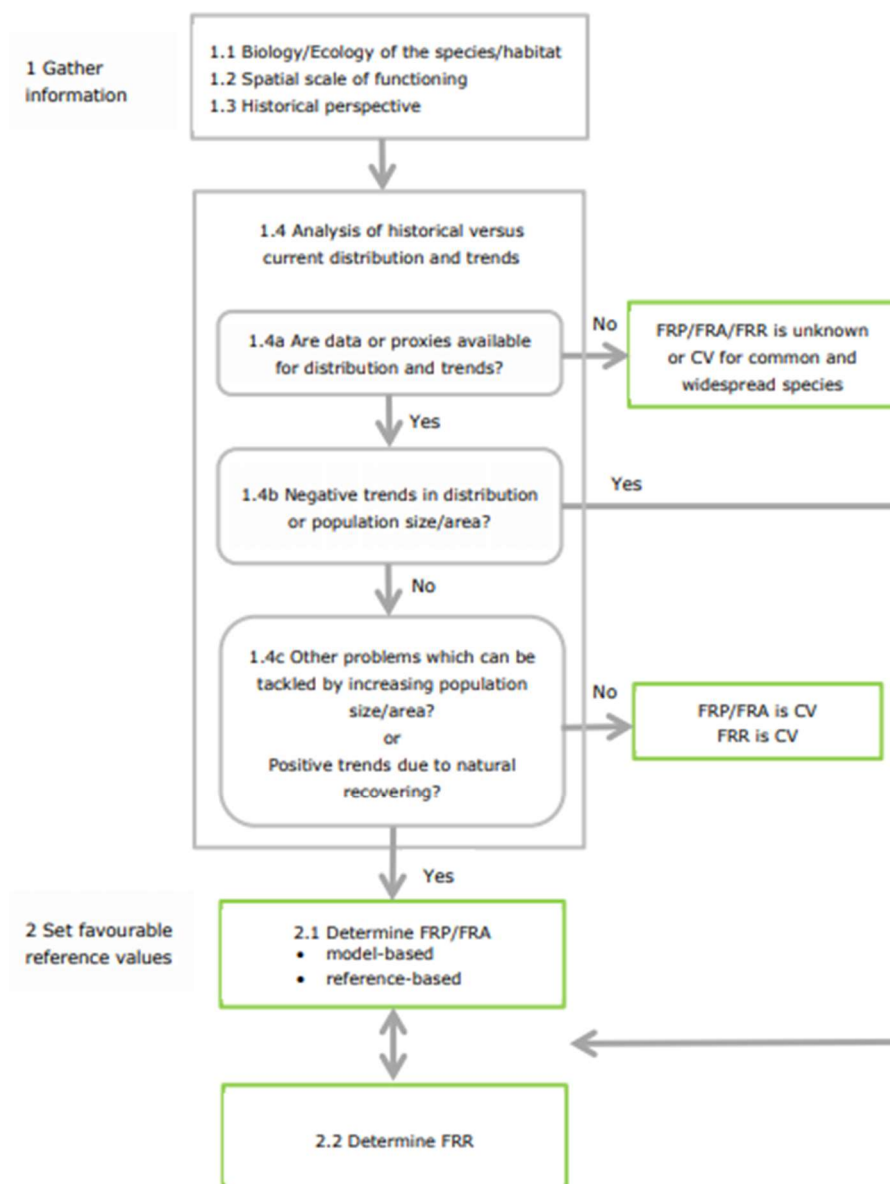 1 Gather
information
1.1 Biology/Ecology of the species/habitat
1.2 Spatial scale of functioning
1.3 Historical perspective
1.4 Analysis of historical versus
current distribution and trends
1.4a Are data or proxies available
for distribution and trends?
No
FRP/FRA/FRR is unknown
or CV for common and
widespread species
Yes
1.4b Negative trends in distribution
or population size/area?
Yes
No
1.4c Other problems which can be
tackled by increasing population
size/area?
or
Positive trends due to natural
recovering?
No
FRP/FRA is CV
FRR is CV
Yes
2 Set favourable
reference values
2.1 Determine FRP/FRA
• model-based
• reference-based
2.2 Determine FRR